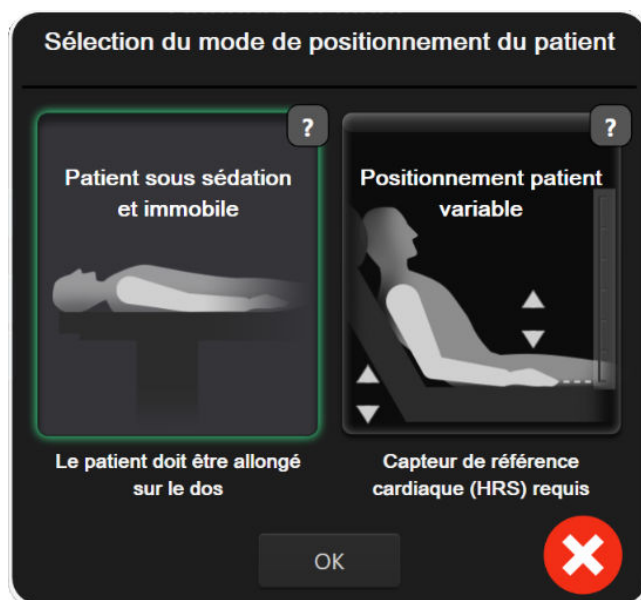 Sélection du mode de positionnement du patient
?
?
Patient sous sédation
et immobile
Positionnement patient
variable
Le patient doit être allongé
sur le dos
Capteur de référence
cardiaque (HRS) requis
OK